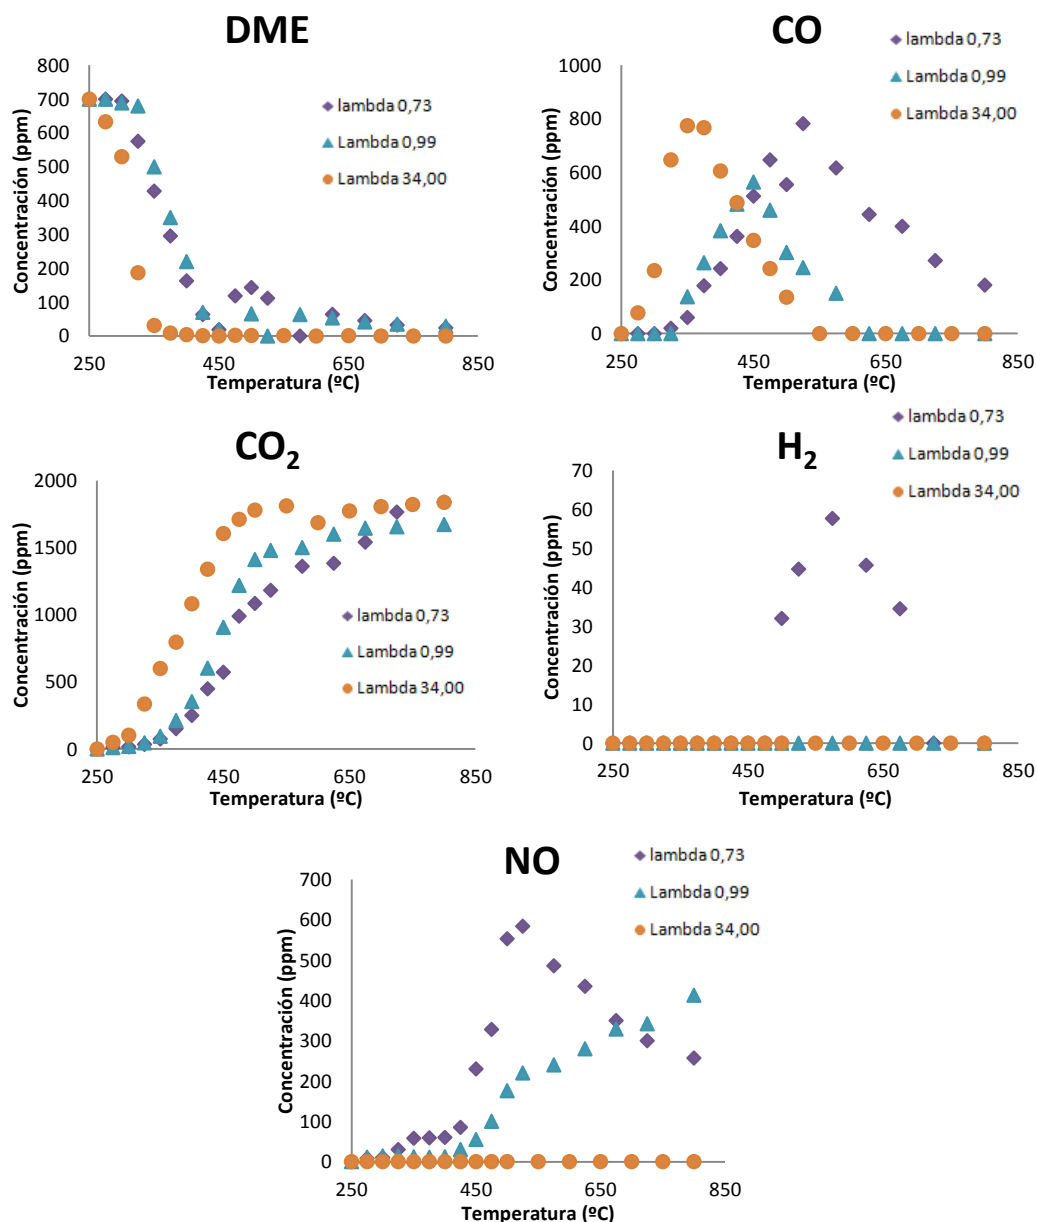 DME
Concentración (ppm)
800
700
600
500
400
300
200
100
0
250
450
650
850
Temperatura (ºC)
lambda 0,73
Lambda 0,99
Lambda 34,00
CO
Concentración (ppm)
1000
800
600
400
200
0
250
450
650
850
Temperatura (ºC)
lambda 0,73
Lambda 0,99
Lambda 34,00
CO2
Concentración (ppm)
2000
1500
1000
500
0
250
450
650
850
Temperatura (ºC)
lambda 0,73
Lambda 0,99
Lambda 34,00
H2
Concentración (ppm)
70
60
50
40
30
20
10
0
250
450
650
850
Temperatura (ºC)
lambda 0,73
Lambda 0,99
Lambda 34,00
NO
Concentración (ppm)
700
600
500
400
300
200
100
0
250
450
650
850
Temperatura (ºC)
lambda 0,73
Lambda 0,99
Lambda 34,00